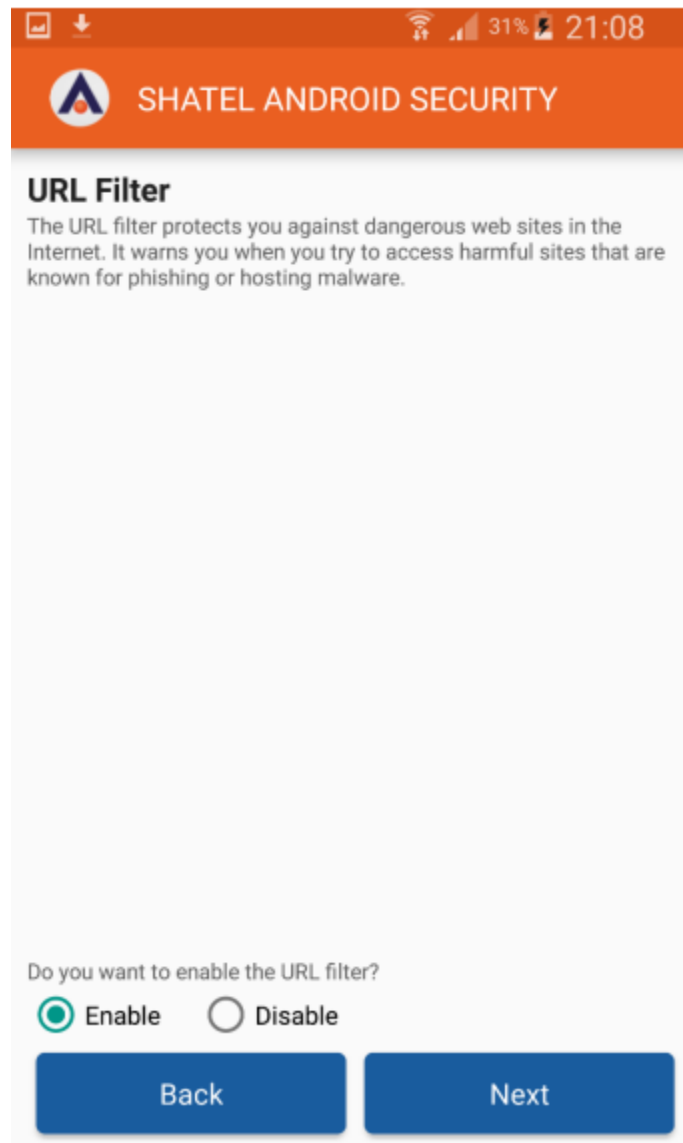 31% 21:08
SHATEL ANDROID SECURITY
URL Filter
The URL filter protects you against dangerous web sites in the
Internet. It warns you when you try to access harmful sites that are
known for phishing or hosting malware.
Do you want to enable the URL filter?
Enable Disable
Back Next